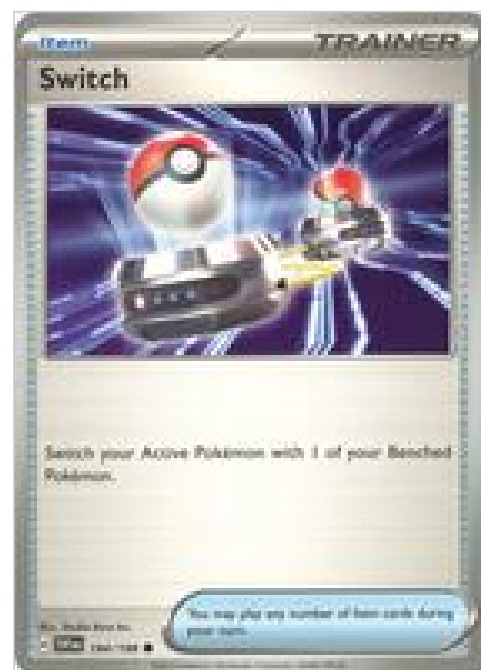 Item TRAINER
Switch
Switch your Active Pokémon with 1 of your Benched
Pokémon.
You may play any number of Item cards during
your turn.